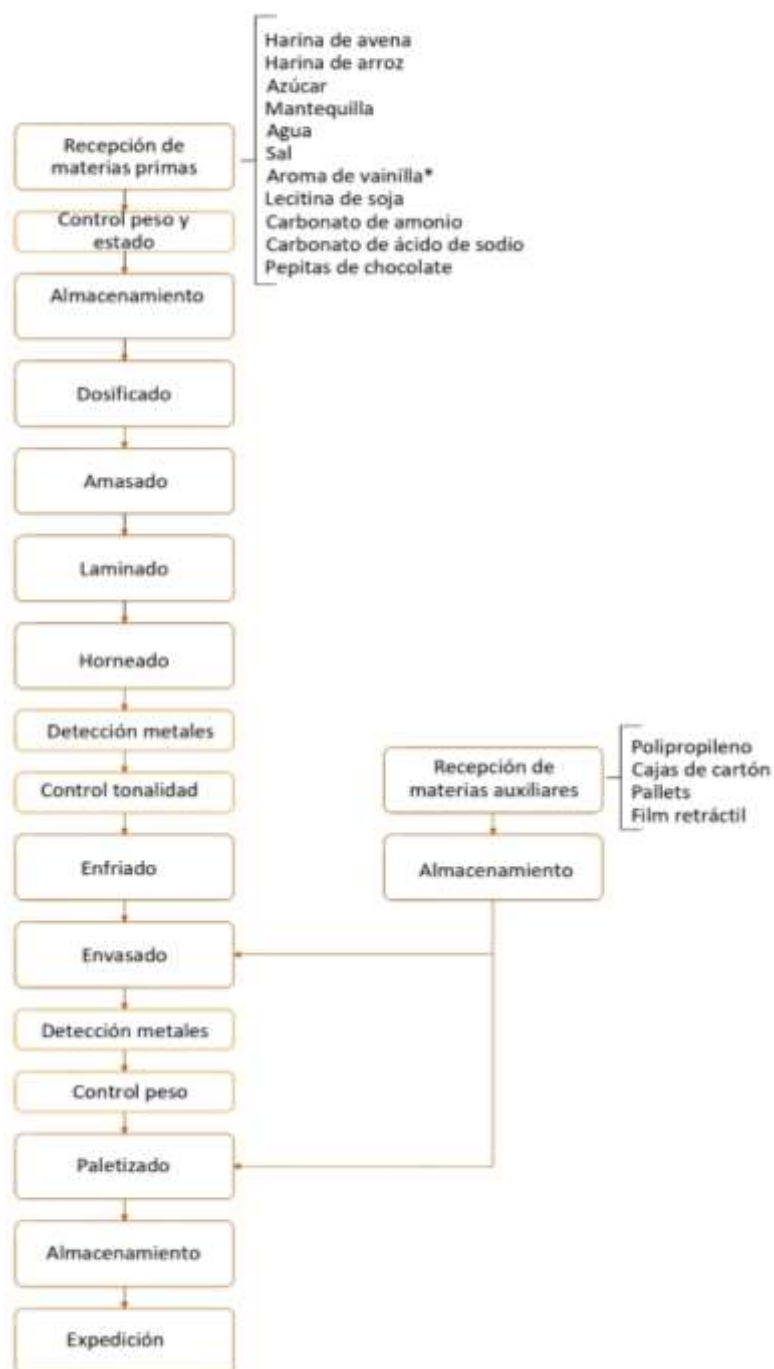 Harina de avena
Harina de arroz
Azúcar
Mantequilla
Agua
Sal
Aroma de vainilla*
Lecitina de soja
Carbonato de amonio
Carbonato de ácido de sodio
Pepitas de chocolate
Recepción de
materias primas
Control peso y
estado
Almacenamiento
Dosificado
Amasado
Laminado
Horneado
Detección metales
Control tonalidad
Enfriado
Envasado
Detección metales
Control peso
Paletizado
Almacenamiento
Expedición
Recepción de
materias auxiliares
Polipropileno
Cajas de cartón
Pallets
Film retráctil
Almacenamiento